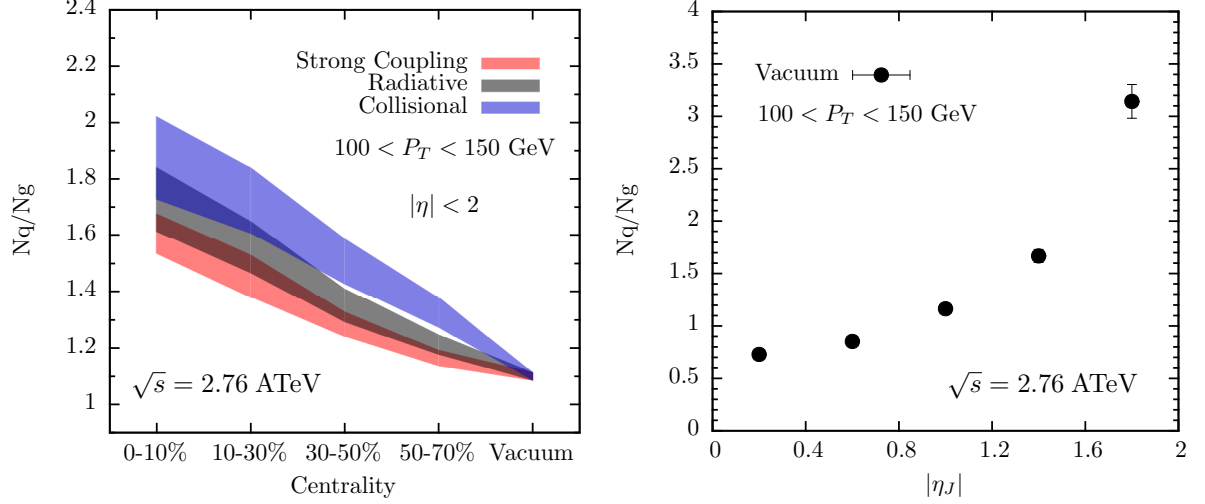 2.4
2.2
2
1.8
1.6
1.4
1.2
1
Nq/Ng
Strong Coupling
Radiative
Collisional
100 < P_T < 150 GeV
|η| < 2
√s = 2.76 ATeV
0-10% 10-30% 30-50% 50-70% Vacuum
Centrality
4
3.5
3
2.5
2
1.5
1
0.5
0
Nq/Ng
Vacuum
100 < P_T < 150 GeV
√s = 2.76 ATeV
0 0.4 0.8 1.2 1.6 2
|η_J|